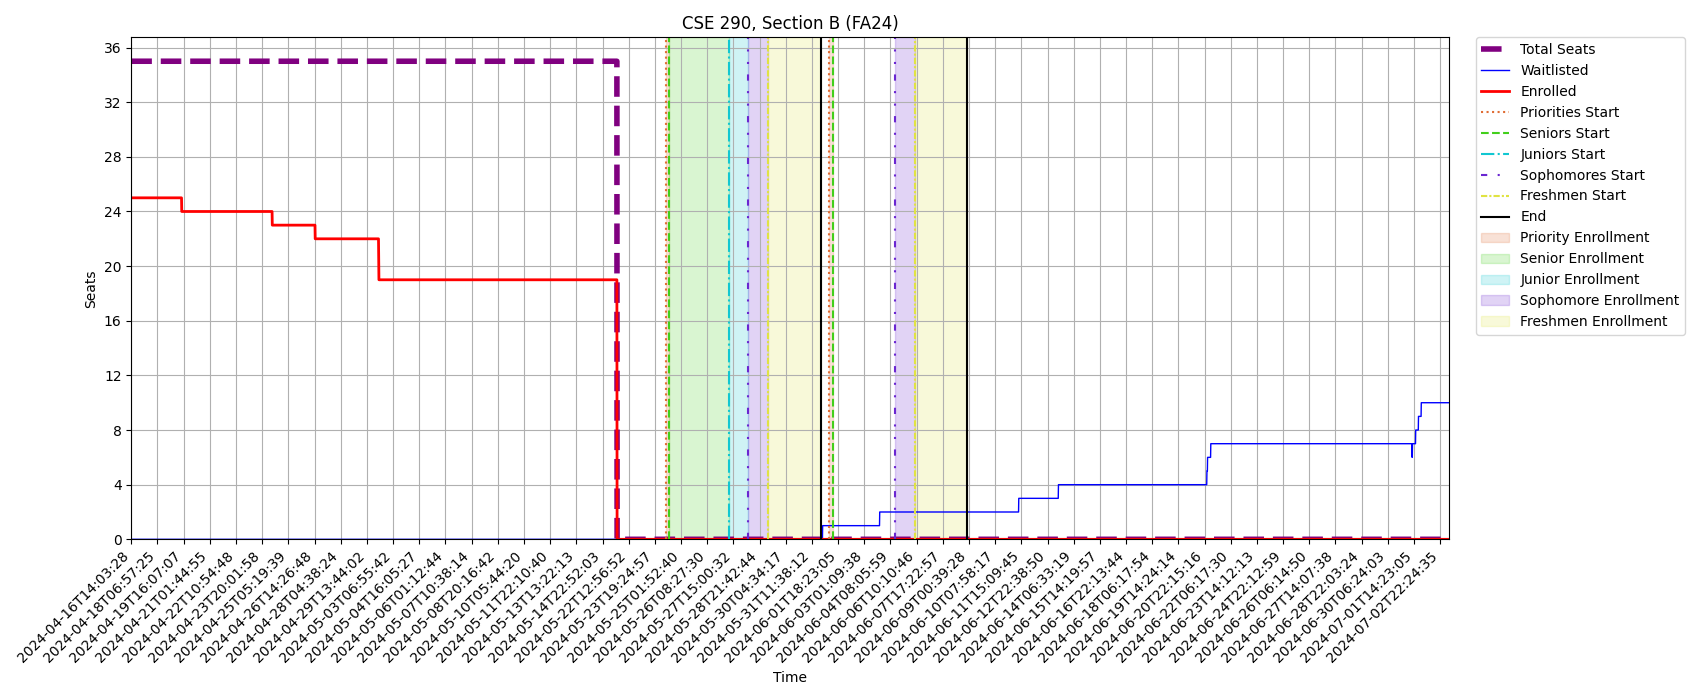 CSE 290, Section B (FA24)
Seats
36
32
28
24
20
16
12
8
4
0
2024-04-16T14:03:28
2024-04-18T06:57:25
2024-04-19T16:07:07
2024-04-21T01:44:55
2024-04-22T10:54:48
2024-04-23T20:01:58
2024-04-25T05:19:39
2024-04-26T14:26:48
2024-04-28T04:38:24
2024-04-29T13:44:02
2024-05-03T06:55:42
2024-05-04T16:05:27
2024-05-06T01:12:44
2024-05-07T10:38:14
2024-05-08T20:16:42
2024-05-10T05:44:20
2024-05-11T22:10:40
2024-05-13T13:22:13
2024-05-14T22:52:03
2024-05-22T12:56:52
2024-05-23T19:24:57
2024-05-25T01:52:40
2024-05-26T08:27:30
2024-05-27T15:00:32
2024-05-28T21:42:44
2024-05-30T04:34:17
2024-05-31T11:38:12
2024-06-01T18:23:05
2024-06-03T01:09:38
2024-06-04T08:05:59
2024-06-06T10:10:46
2024-06-07T17:22:57
2024-06-09T00:39:28
2024-06-10T07:58:17
2024-06-11T15:09:45
2024-06-12T22:38:50
2024-06-14T06:33:19
2024-06-15T14:19:57
2024-06-16T22:13:44
2024-06-18T06:17:54
2024-06-19T14:24:14
2024-06-20T22:15:16
2024-06-22T06:17:30
2024-06-23T14:12:13
2024-06-24T22:12:59
2024-06-26T06:14:50
2024-06-27T14:07:38
2024-06-28T22:03:24
2024-06-30T06:24:03
2024-07-01T14:23:05
2024-07-02T22:24:35
Time
Total Seats
Waitlisted
Enrolled
Priorities Start
Seniors Start
Juniors Start
Sophomores Start
Freshmen Start
End
Priority Enrollment
Senior Enrollment
Junior Enrollment
Sophomore Enrollment
Freshmen Enrollment